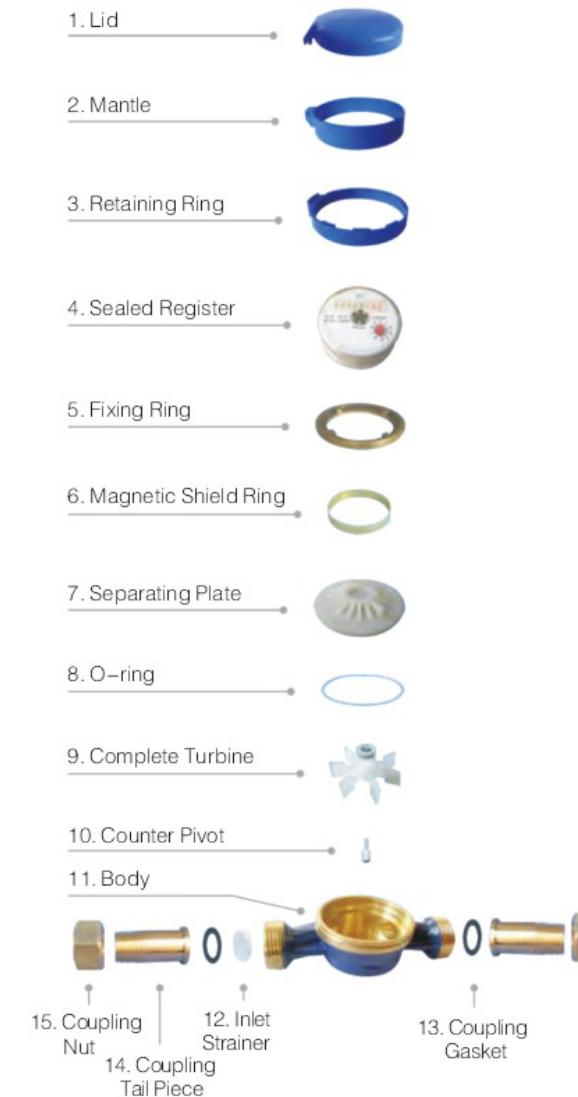 1. Lid
2. Mantle
3. Retaining Ring
4. Sealed Register
5. Fixing Ring
6. Magnetic Shield Ring
7. Separating Plate
8. O-ring
9. Complete Turbine
10. Counter Pivot
11. Body
15. Coupling
Nut
14. Coupling
Tail Piece
12. Inlet
Strainer
13. Coupling
Gasket